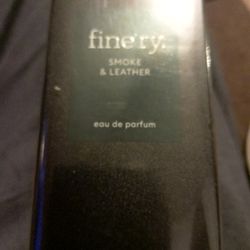 fine'ry.
SMOKE
& LEATHER
eau de parfum